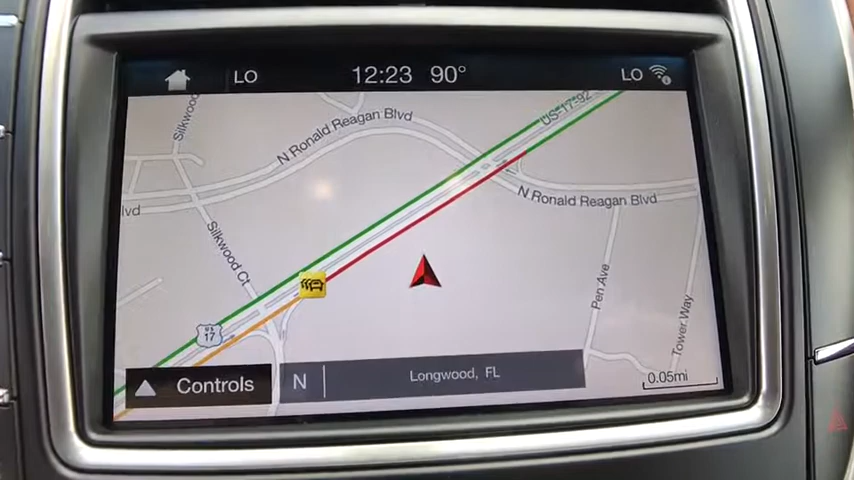 LO
12:23 90°
LO
US-17-92
Silkwood
N Ronald Reagan Blvd
N Ronald Reagan Blvd
lvd
Silkwood Ct
Pen Ave
Tower Way
U.S.
17
Controls
N
Longwood, FL
0.05mi